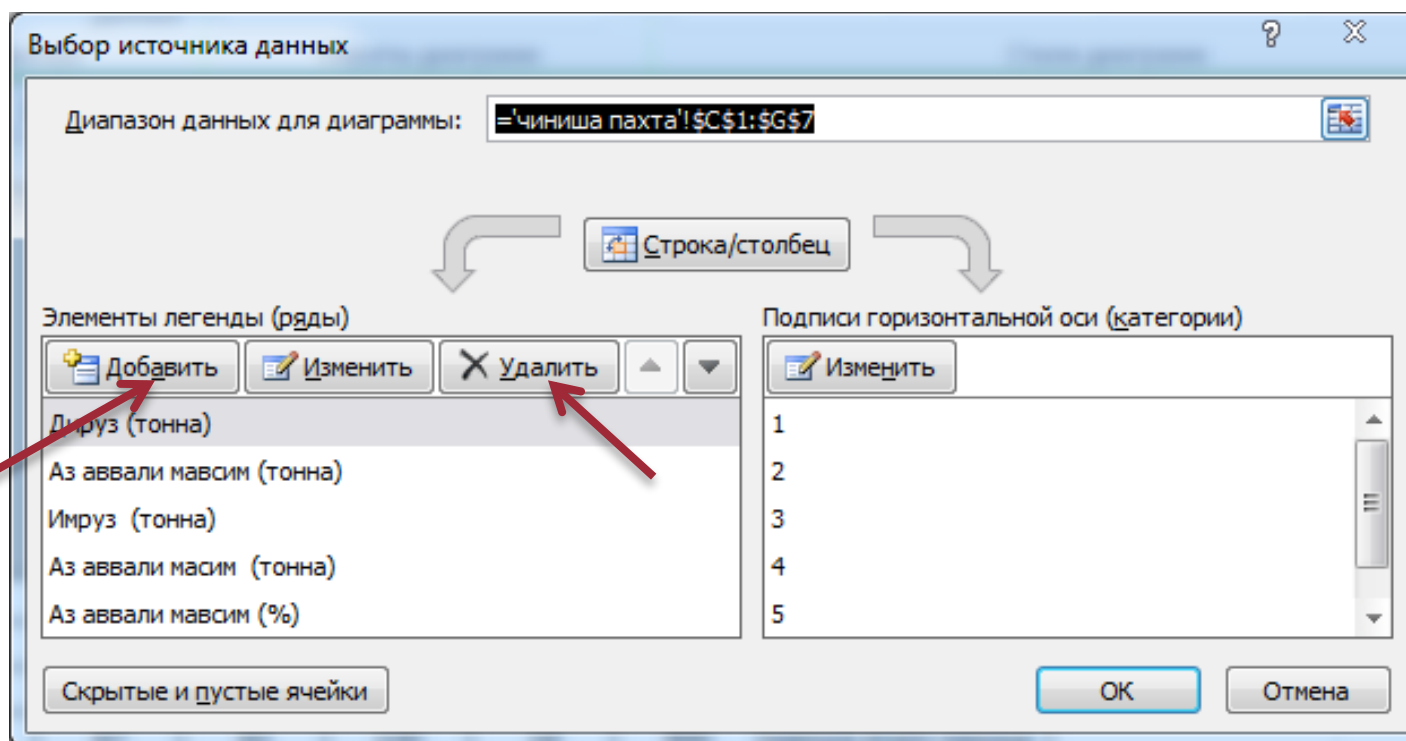 Выбор источника данных
Диапазон данных для диаграммы: ='чиниша пахта'!$C$1:$G$7
Строка/столбец
Элементы легенды (ряды)
Добавить Изменить Удалить
Дируз (тонна)
Аз аввали мавсим (тонна)
Имруз (тонна)
Аз аввали масим (тонна)
Аз аввали мавсим (%)
Подписи горизонтальной оси (категории)
Изменить
1
2
3
4
5
Скрытые и пустые ячейки
ОК Отмена